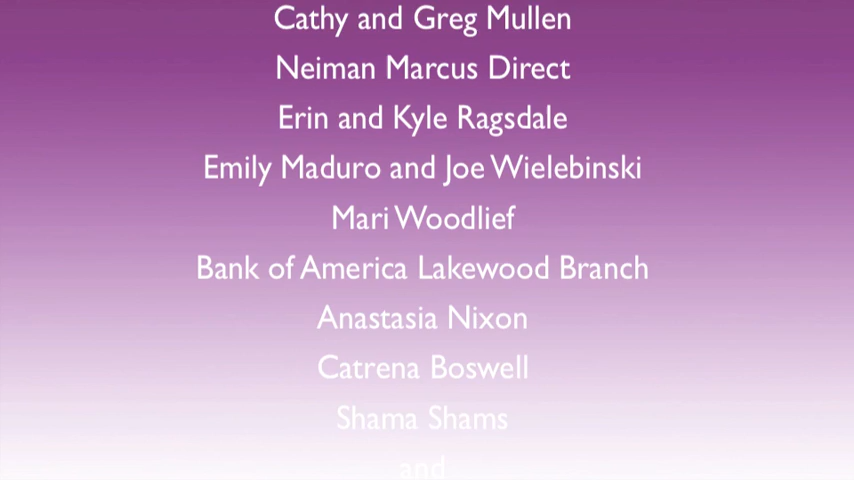 Cathy and Greg Mullen
Neiman Marcus Direct
Erin and Kyle Ragsdale
Emily Maduro and Joe Wielebinski
Mari Woodlief
Bank of America Lakewood Branch
Anastasia Nixon
Catrena Boswell
Shama Shams
and